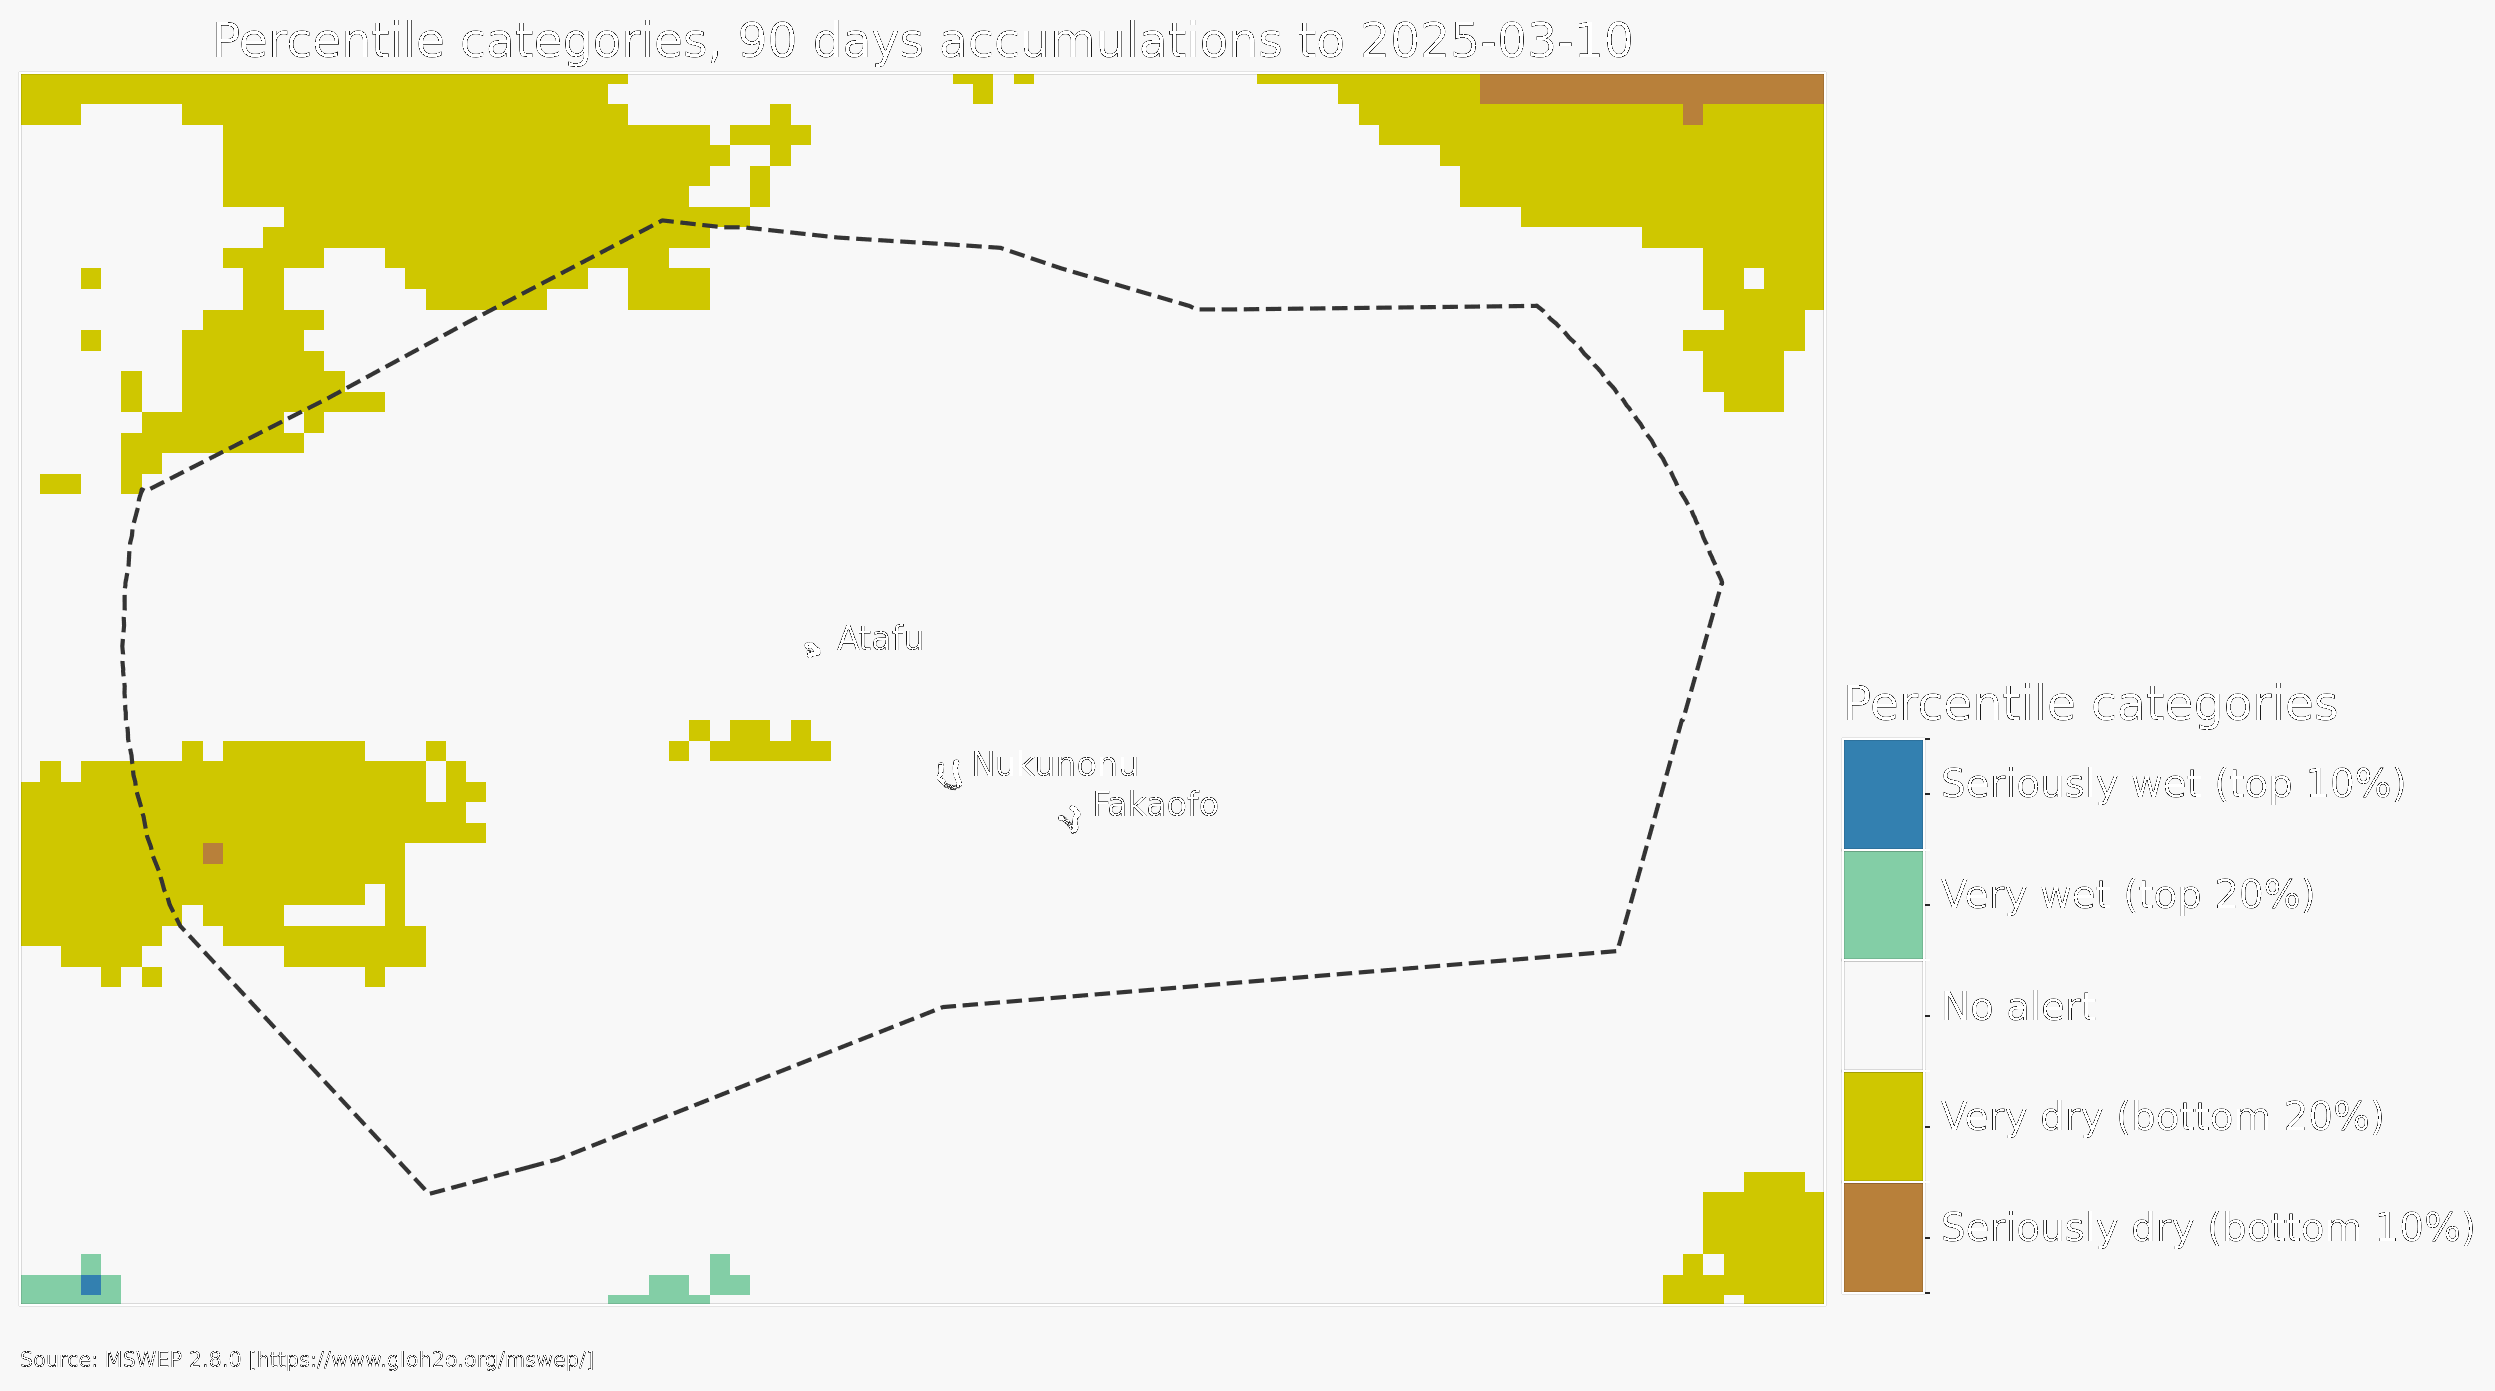 Percentile categories, 90 days accumulations to 2025-03-10
Atafu
Nukunonu
Fakaofo
Percentile categories
Seriously wet (top 10%)
Very wet (top 20%)
No alert
Very dry (bottom 20%)
Seriously dry (bottom 10%)
Source: MSWEP 2.8.0 [https://www.gloh2o.org/mswep/]